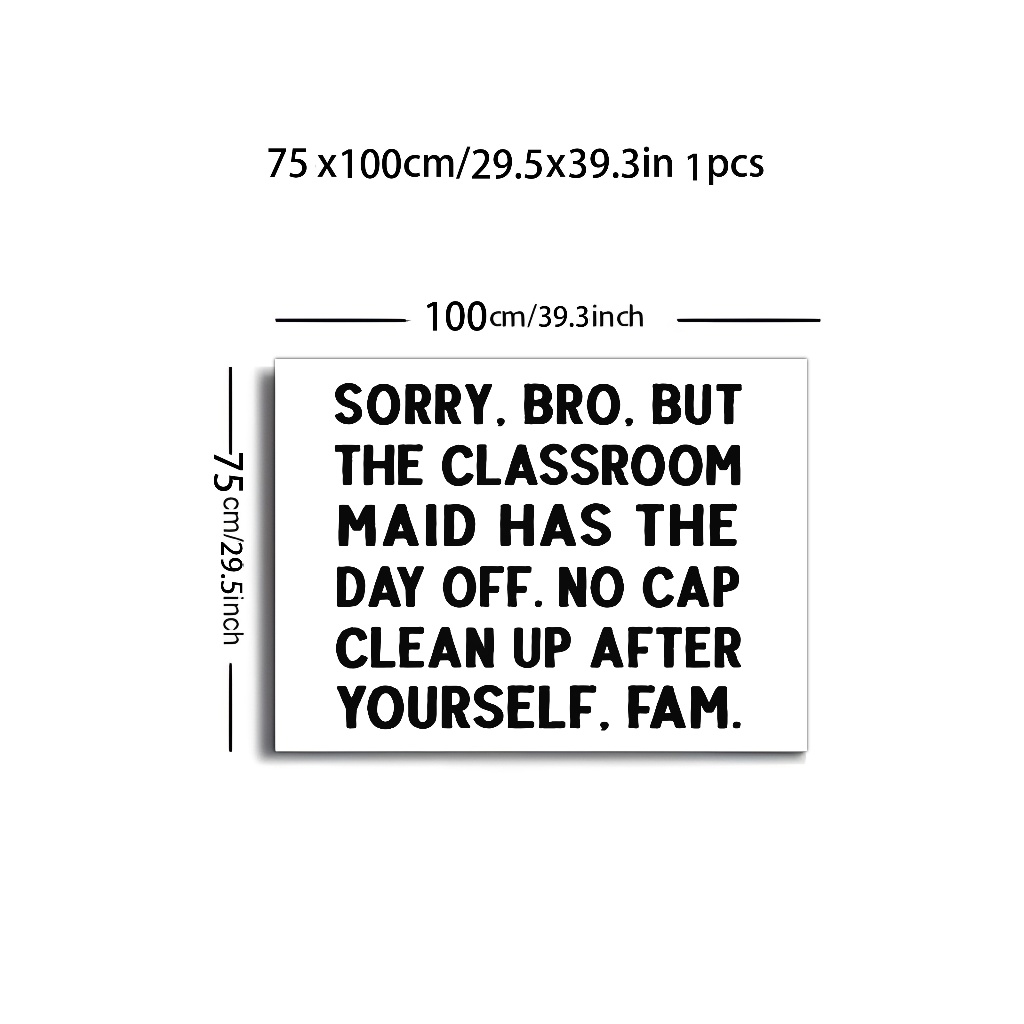 75 x100cm/29.5x39.3in 1pcs
100cm/39.3inch
75cm/29.5inch
SORRY, BRO, BUT
THE CLASSROOM
MAID HAS THE
DAY OFF. NO CAP
CLEAN UP AFTER
YOURSELF, FAM.